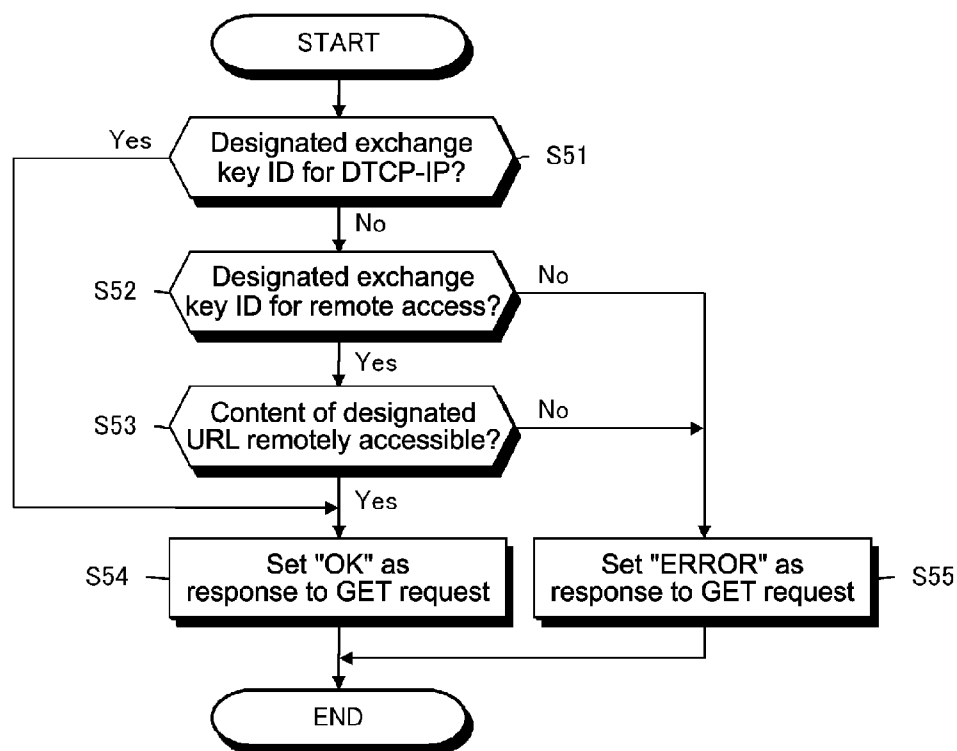 START
Yes
Designated exchange
key ID for DTCP-IP?
S51
No
S52
Designated exchange
key ID for remote access?
No
Yes
S53
Content of designated
URL remotely accessible?
No
Yes
S54
Set "OK" as
response to GET request
Set "ERROR" as
response to GET request
S55
END